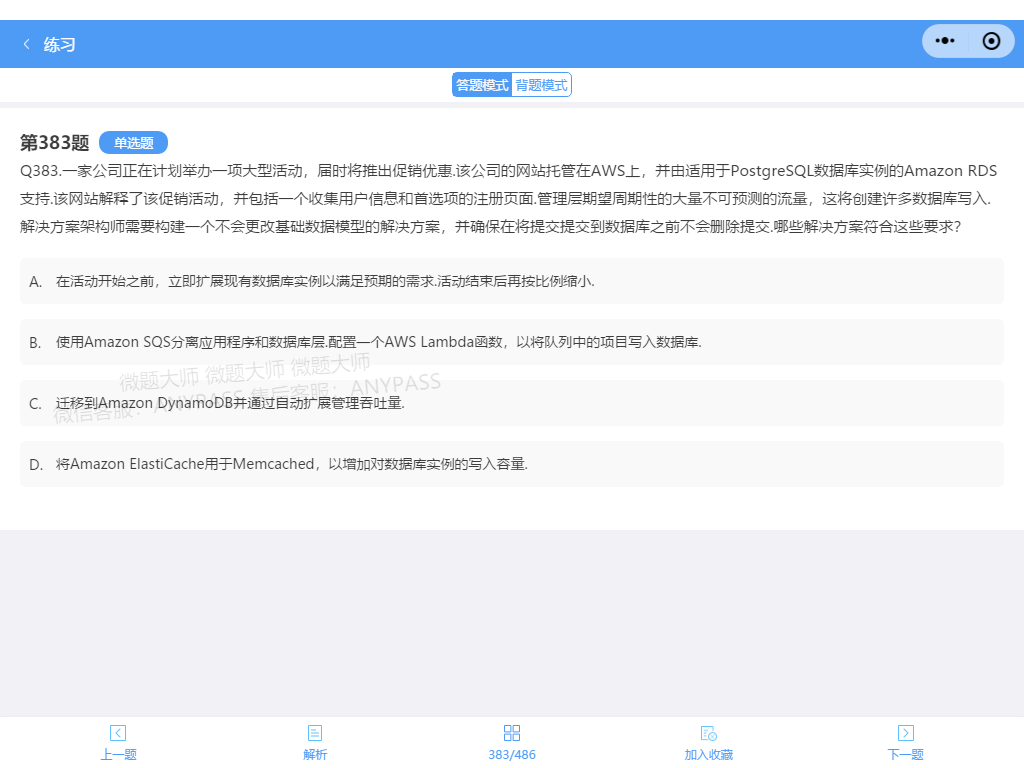 练习
答题模式 背题模式
第383题 单选题
Q383.一家公司正在计划举办一项大型活动，届时将推出促销优惠.该公司的网站托管在AWS上，并由适用于PostgreSQL数据库实例的Amazon RDS
支持.该网站解释了该促销活动，并包括一个收集用户信息和首选项的注册页面.管理层期望周期性的大量不可预测的流量，这将创建许多数据库写入.
解决方案架构师需要构建一个不会更改基础数据模型的解决方案，并确保在将提交提交到数据库之前不会删除提交.哪些解决方案符合这些要求?
A. 在活动开始之前，立即扩展现有数据库实例以满足预期的需求.活动结束后再按比例缩小.
B. 使用Amazon SQS分离应用程序和数据库层.配置一个AWS Lambda函数，以将队列中的项目写入数据库.
微题大师 微题大师 微题大师
微信客服：ANYPASS 售后客服：ANYPASS
C. 迁移到Amazon DynamoDB并通过自动扩展管理吞吐量.
D. 将Amazon ElastiCache用于Memcached，以增加对数据库实例的写入容量.
上一题 解析 383/486 加入收藏 下一题